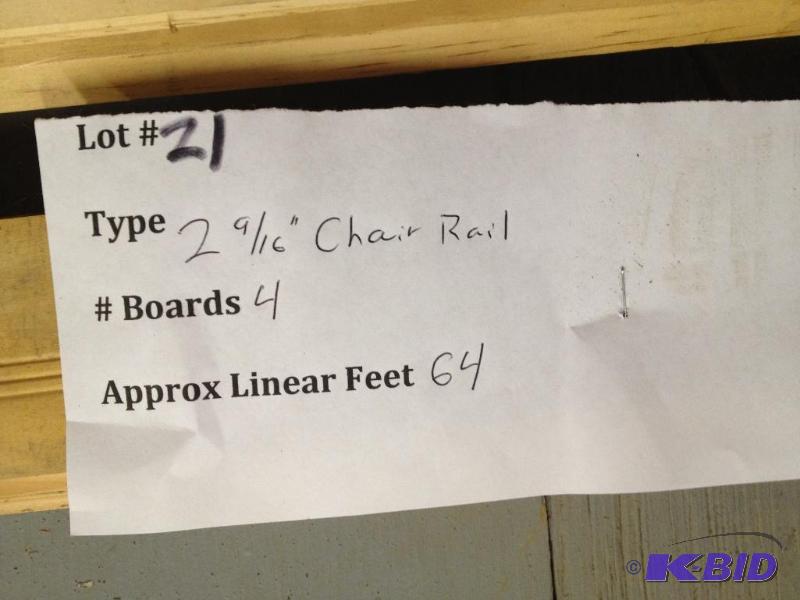 Lot # 21
Type 2 9/16" Chair Rail
# Boards 4
Approx Linear Feet 64
© K-BID